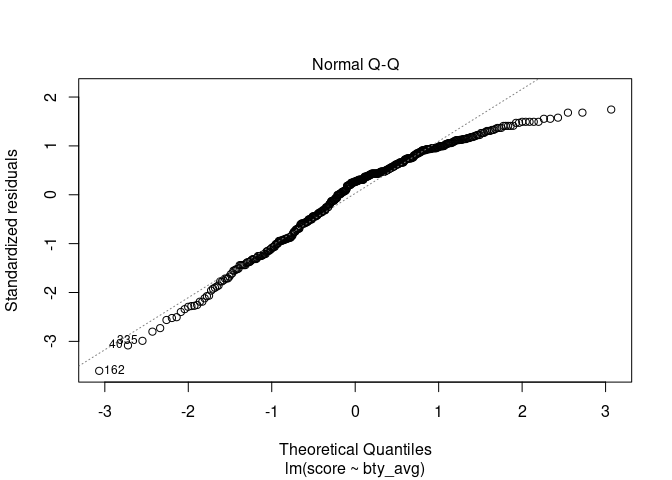 Normal Q-Q
Standardized residuals
2
1
0
-1
-2
-3
335
40
162
-3 -2 -1 0 1 2 3
Theoretical Quantiles
lm(score ~ bty_avg)